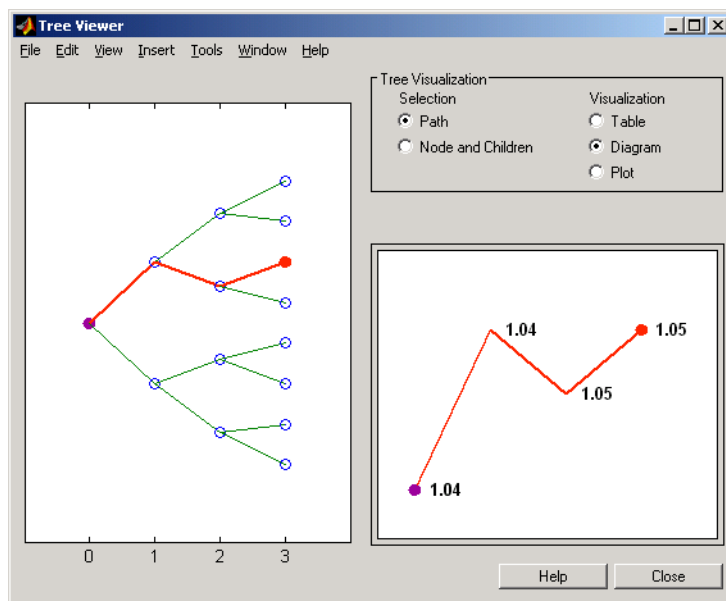 Tree Viewer
File Edit View Insert Tools Window Help
Tree Visualization
Selection Visualization
Path Table
Node and Children Diagram
Plot
1.04 1.05
1.05
1.04
0 1 2 3
Help Close